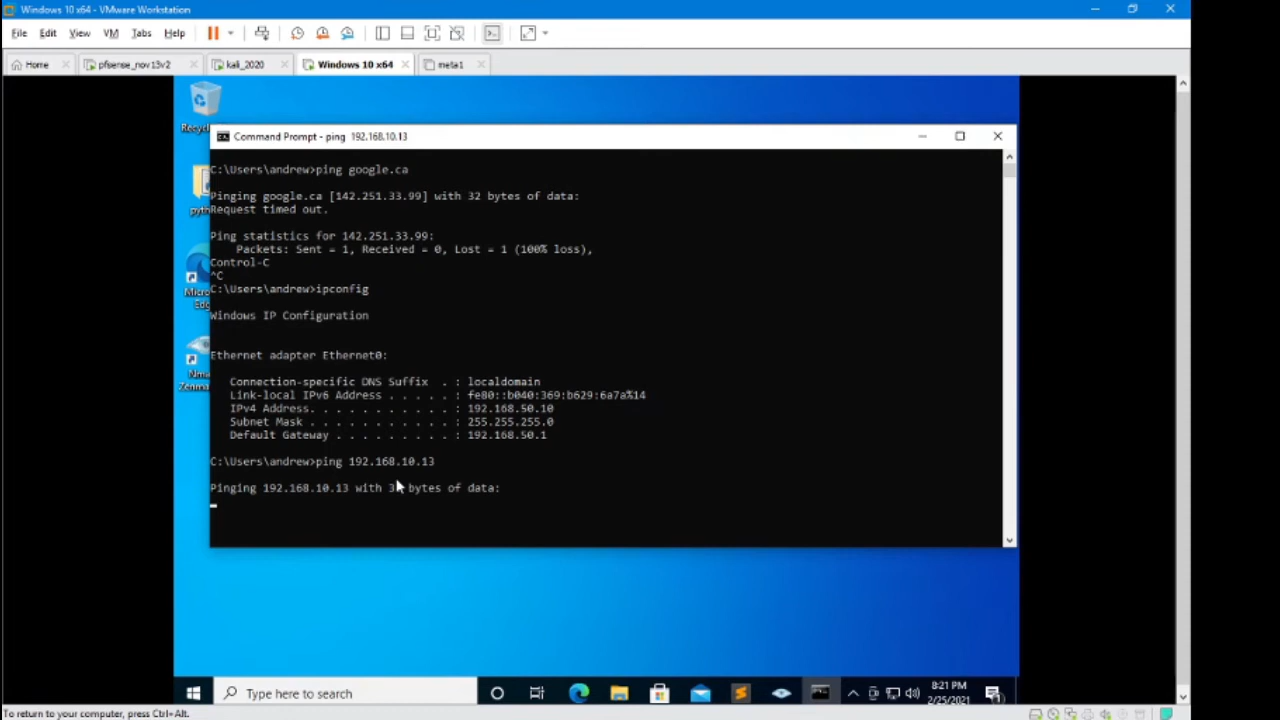 Windows 10 x64 - VMware Workstation
File Edit View VM Tabs Help
Home pfsense_nov13v2 kali_2020 Windows 10 x64 meta1
Recyc
Command Prompt - ping 192.168.10.13
C:\Users\andrew>ping google.ca
Pinging google.ca [142.251.33.99] with 32 bytes of data:
pyth
Request timed out.
Ping statistics for 142.251.33.99:
Packets: Sent = 1, Received = 0, Lost = 1 (100% loss),
Control-C
^C
C:\Users\andrew>ipconfig
Micro
Edg
Windows IP Configuration
Ethernet adapter Ethernet0:
Nma
Zenma
Connection-specific DNS Suffix . : localdomain
Link-local IPv6 Address . . . . . : fe80::b040:369:b629:6a7a%14
IPv4 Address. . . . . . . . . . . : 192.168.50.10
Subnet Mask . . . . . . . . . . . : 255.255.255.0
Default Gateway . . . . . . . . . : 192.168.50.1
C:\Users\andrew>ping 192.168.10.13
Pinging 192.168.10.13 with 3 bytes of data:
Type here to search
8:21 PM
2/25/2021
1
To return to your computer, press Ctrl+Alt.